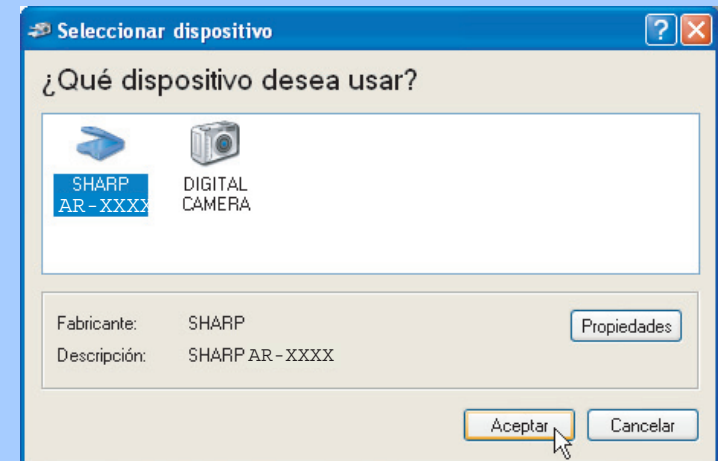 Seleccionar dispositivo
¿Qué dispositivo desea usar?
SHARP
AR-XXXX
DIGITAL
CAMERA
Fabricante: SHARP
Propiedades
Descripción: SHARP AR-XXXX
Aceptar
Cancelar